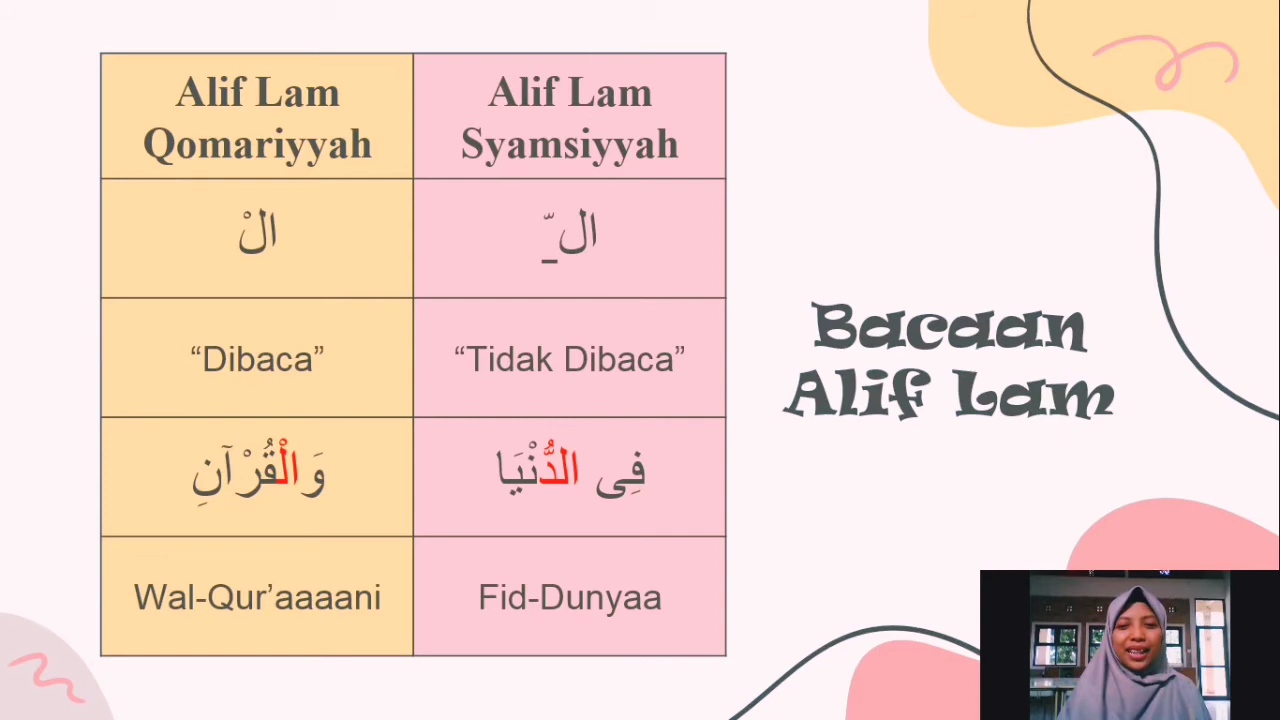 Alif Lam
Qomariyyah
Alif Lam
Syamsiyyah
الْ
الـّ
“Dibaca”
“Tidak Dibaca”
وَالْقُرْآنِ
فِى الدُّنْيَا
Wal-Qur’aaaani
Fid-Dunyaa
Bacaan
Alif Lam